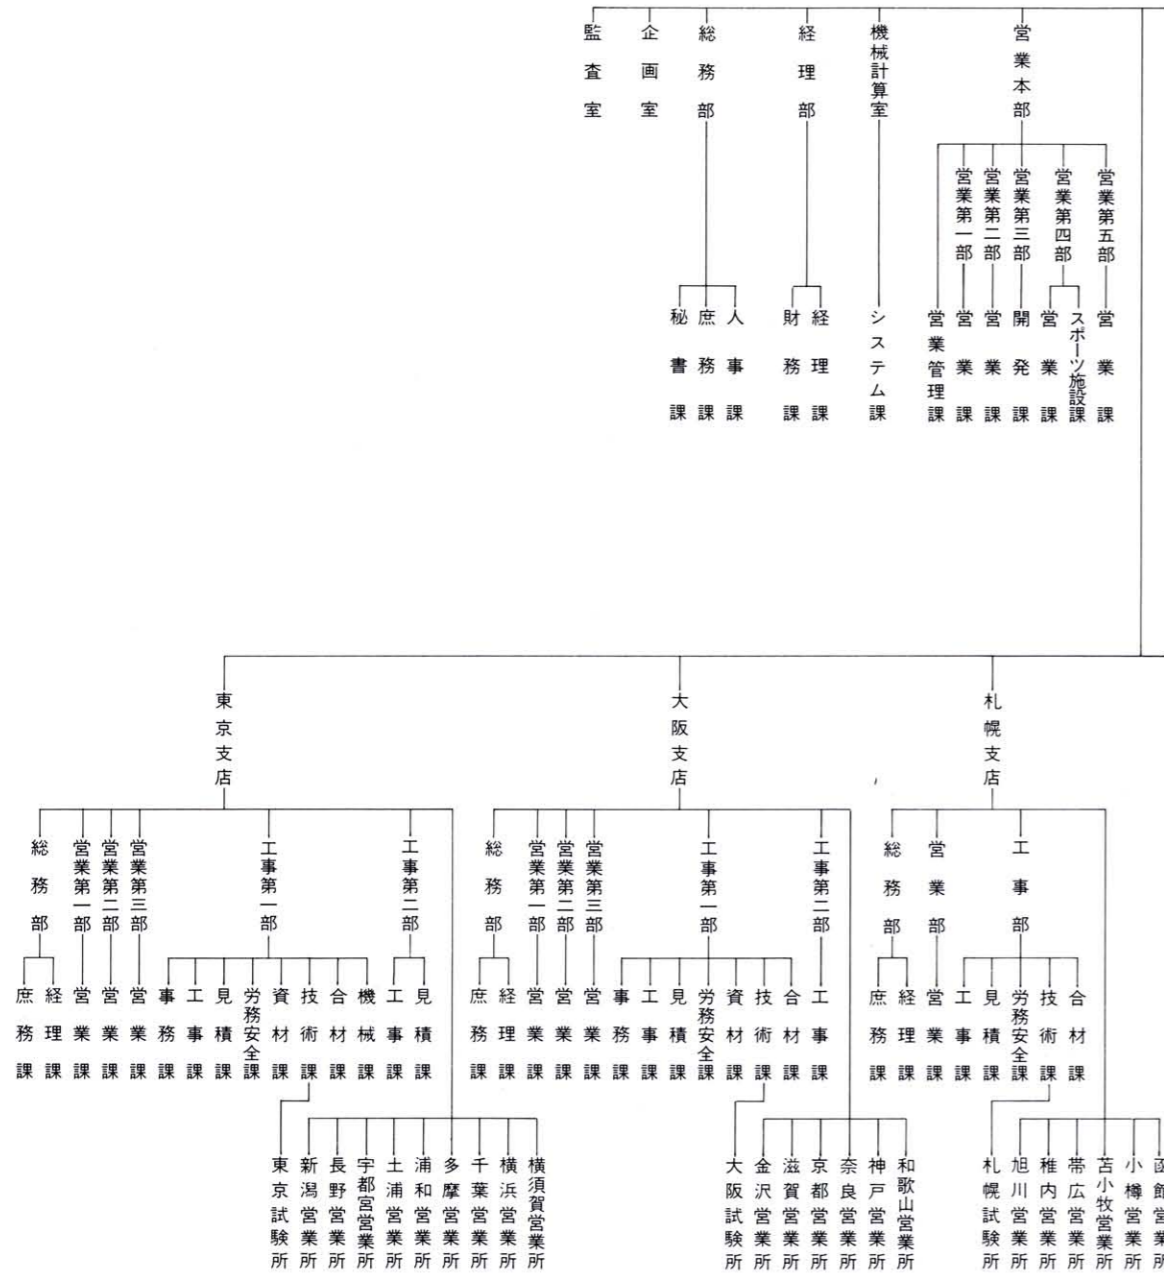 監査室
企画室
総務部
経理部
機械計算室
営業本部
営業第一部
営業第二部
営業第三部
営業第四部
営業第五部
秘書課
庶務課
人事課
財務課
経理課
システム課
営業管理課
営業課
営業課
開発課
営業課
スポーツ施設課
営業課
東京支店
大阪支店
札幌支店
総務部
営業第一部
営業第二部
営業第三部
工事第一部
工事第二部
総務部
営業第一部
営業第二部
営業第三部
工事第一部
工事第二部
総務部
営業部
工事部
庶務課
経理課
営業課
営業課
営業課
事務課
工事課
見積課
労務安全課
資材課
技術課
合材課
機械課
工事課
見積課
庶務課
経理課
営業課
営業課
営業課
事務課
工事課
見積課
労務安全課
資材課
技術課
合材課
工事課
庶務課
経理課
営業課
工事課
見積課
労務安全課
技術課
合材課
東京試験所
新潟営業所
長野営業所
宇都宮営業所
土浦営業所
浦和営業所
多摩営業所
千葉営業所
横浜営業所
横須賀営業所
大阪試験所
金沢営業所
滋賀営業所
京都営業所
奈良営業所
神戸営業所
和歌山営業所
札幌試験所
旭川営業所
稚内営業所
帯広営業所
苫小牧営業所
小樽営業所
函館営業所